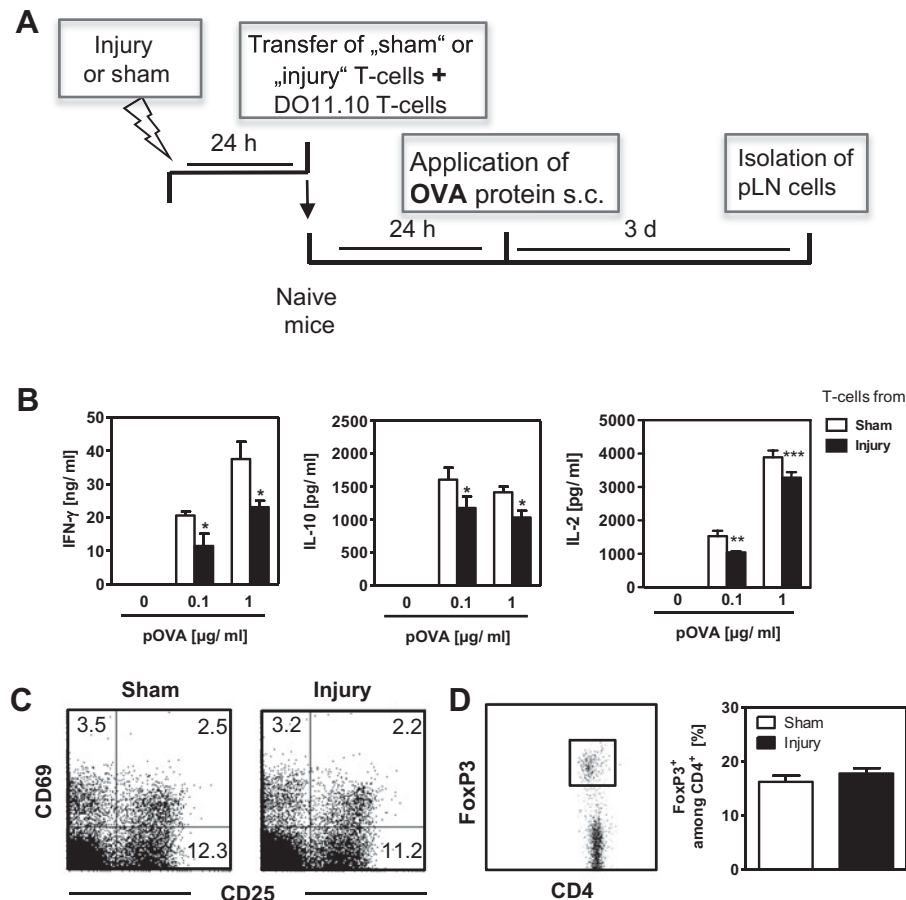 A
Injury
or sham
Transfer of „sham“ or
„injury“ T-cells +
DO11.10 T-cells
24 h
Application of
OVA protein s.c.
Isolation of
pLN cells
24 h
3 d
Naive
mice
B
T-cells from
Sham
Injury
IFN-γ [ng/ ml]
50
40
30
20
10
0
*
*
0 0.1 1
pOVA [µg/ ml]
IL-10 [pg/ ml]
2500
2000
1500
1000
500
0
*
*
0 0.1 1
pOVA [µg/ ml]
IL-2 [pg/ ml]
5000
4000
3000
2000
1000
0
**
***
0 0.1 1
pOVA [µg/ ml]
C
Sham
Injury
CD69
3.5 2.5
12.3
3.2 2.2
11.2
CD25
D
FoxP3
CD4
FoxP3+
among CD4+ [%]
30
20
10
0
Sham
Injury